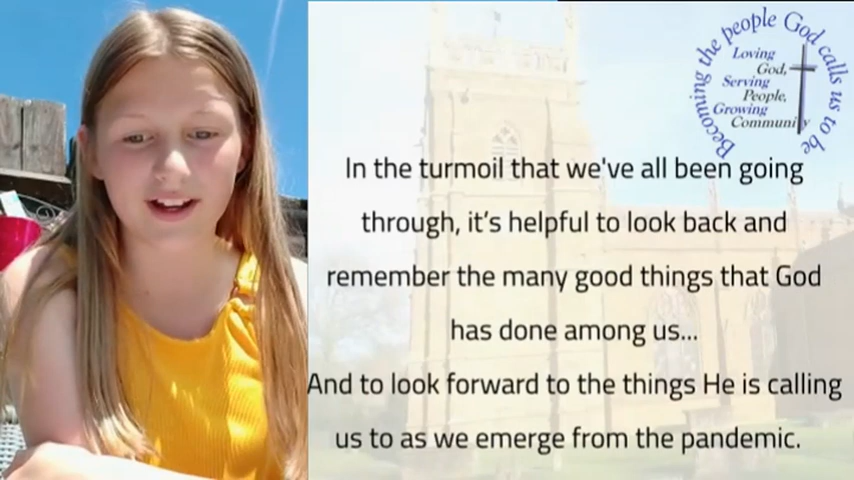 Becoming the people God calls us to be
Loving
God,
Serving
People,
Growing
Community
In the turmoil that we've all been going
through, it's helpful to look back and
remember the many good things that God
has done among us...
And to look forward to the things He is calling
us to as we emerge from the pandemic.